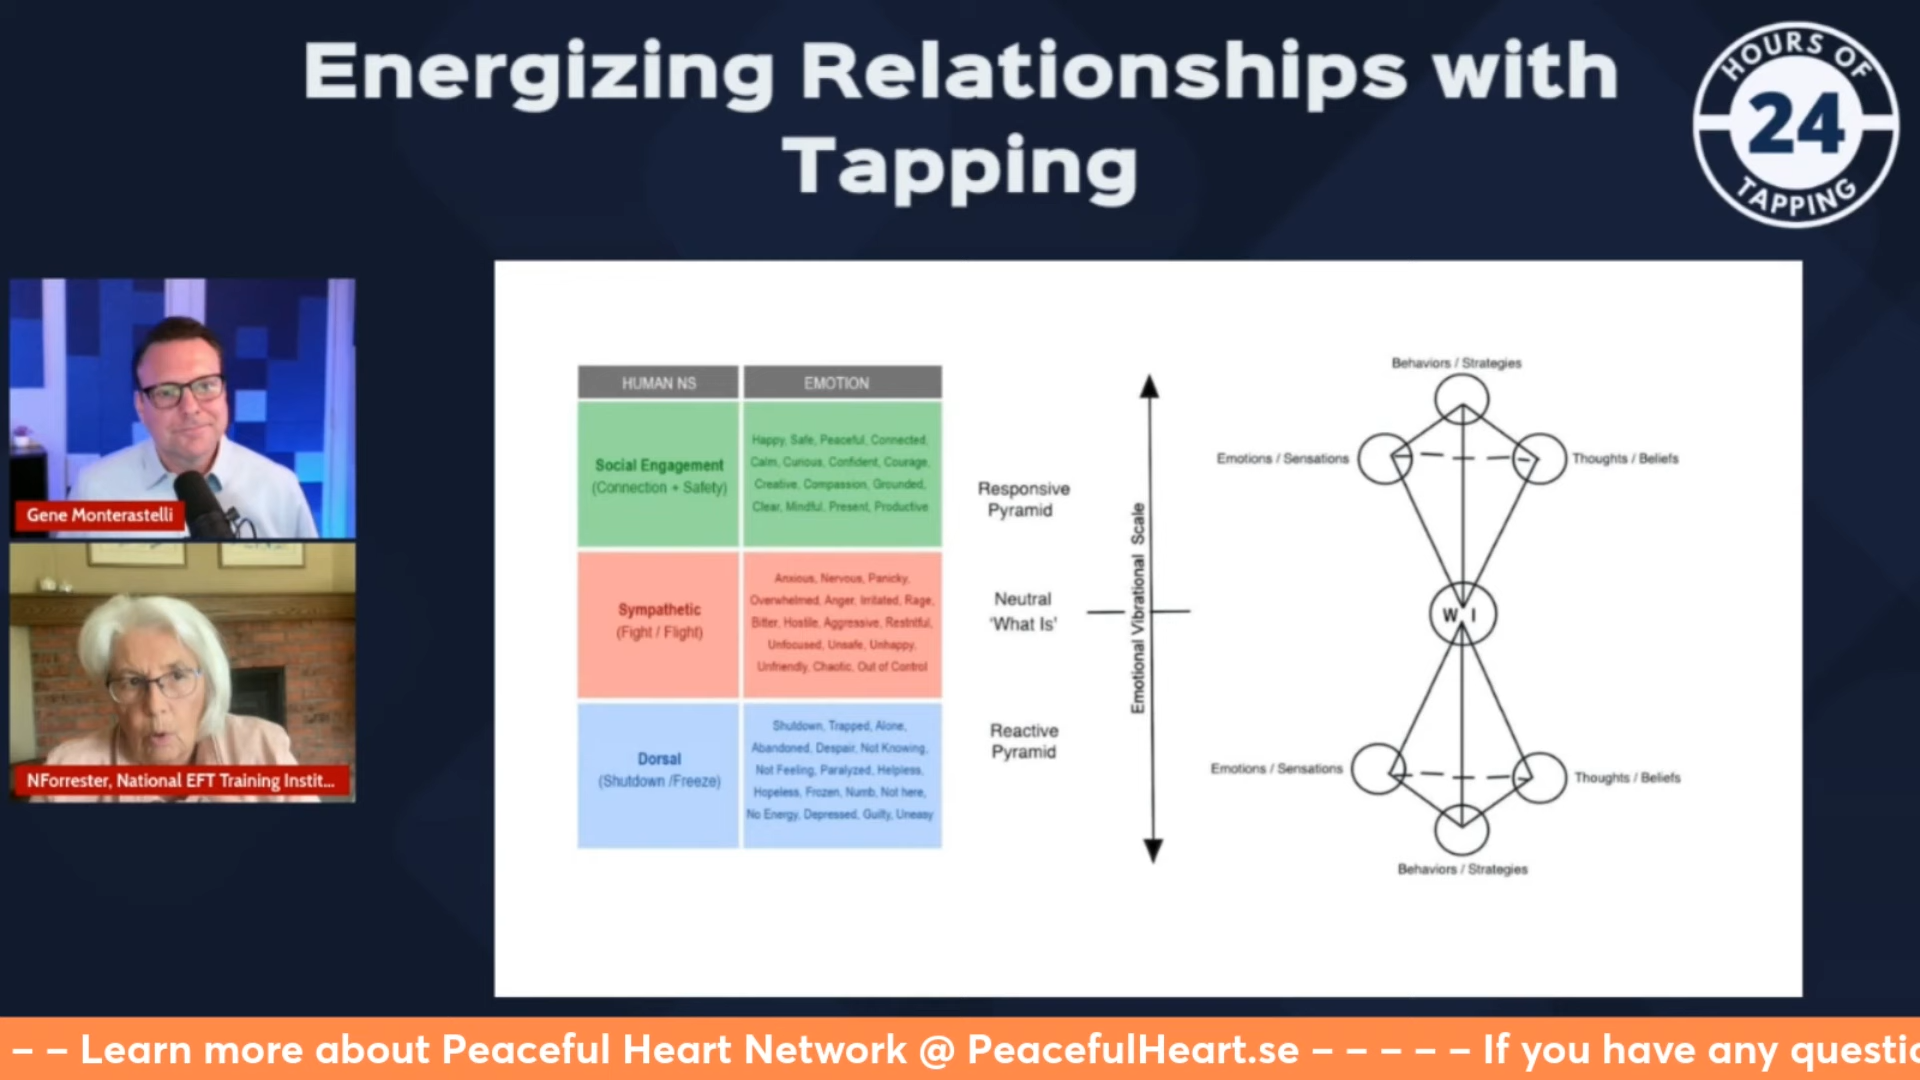 Energizing Relationships with
Tapping
HOURS OF
24
TAPPING
Gene Monterastelli
NForrester, National EFT Training Instit...
HUMAN NS
EMOTION
Social Engagement
(Connection + Safety)
Happy, Safe, Peaceful, Connected,
Calm, Curious, Confident, Courage,
Creative, Compassion, Grounded,
Clear, Mindful, Present, Productive
Sympathetic
(Fight / Flight)
Anxious, Nervous, Panicky,
Overwhelmed, Anger, Irritated, Rage,
Bitter, Hostile, Aggressive, Restntful,
Unfocused, Unsafe, Unhappy,
Unfriendly, Chaotic, Out of Control
Dorsal
(Shutdown /Freeze)
Shutdown, Trapped, Alone,
Abandoned, Despair, Not Knowing,
Not Feeling, Paralyzed, Helpless,
Hopeless, Frozen, Numb, Not here,
No Energy, Depressed, Guilty, Uneasy
Responsive
Pyramid
Neutral
'What Is'
Reactive
Pyramid
Emotional Vibrational Scale
Behaviors / Strategies
Emotions / Sensations
Thoughts / Beliefs
W I
Emotions / Sensations
Thoughts / Beliefs
Behaviors / Strategies
– – Learn more about Peaceful Heart Network @ PeacefulHeart.se – – – – – If you have any questio